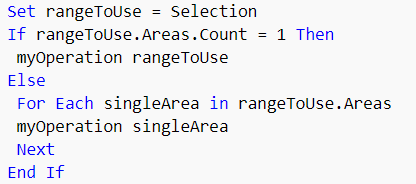 Set rangeToUse = Selection
If rangeToUse.Areas.Count = 1 Then
 myOperation rangeToUse
Else
 For Each singleArea in rangeToUse.Areas
 myOperation singleArea
 Next
End If